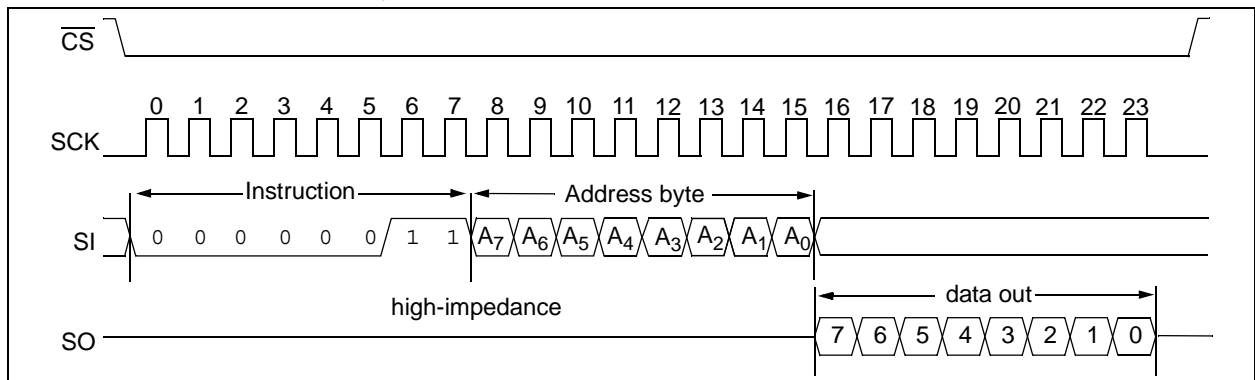 CS
0 1 2 3 4 5 6 7 8 9 10 11 12 13 14 15 16 17 18 19 20 21 22 23
SCK
Instruction Address byte
SI 0 0 0 0 0 0 1 1 A7 A6 A5 A4 A3 A2 A1 A0
high-impedance data out
SO 7 6 5 4 3 2 1 0